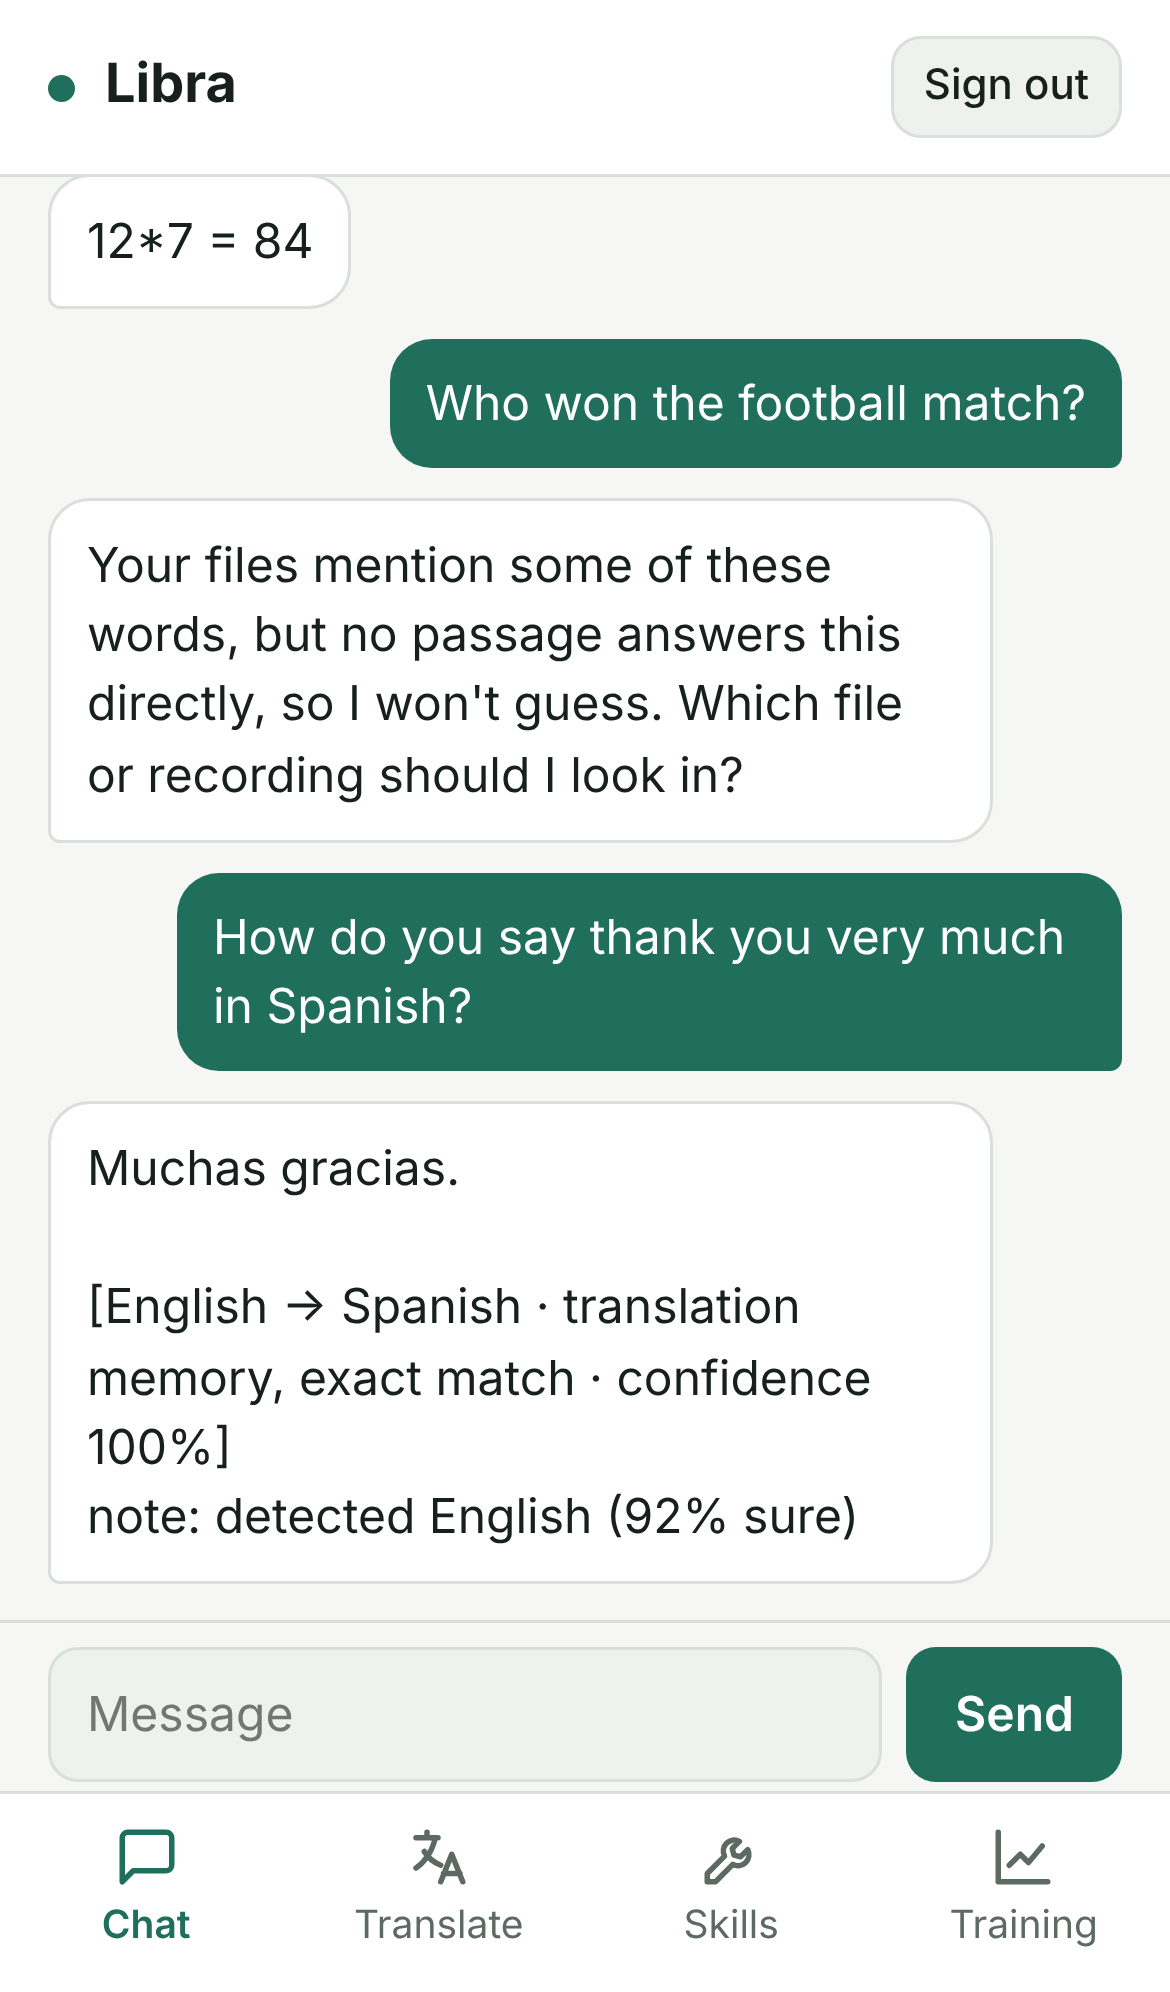 Libra
Sign out
12*7 = 84
Who won the football match?
Your files mention some of these
words, but no passage answers this
directly, so I won't guess. Which file
or recording should I look in?
How do you say thank you very much
in Spanish?
Muchas gracias.
[English → Spanish · translation
memory, exact match · confidence
100%]
note: detected English (92% sure)
Message
Send
Chat
Translate
Skills
Training